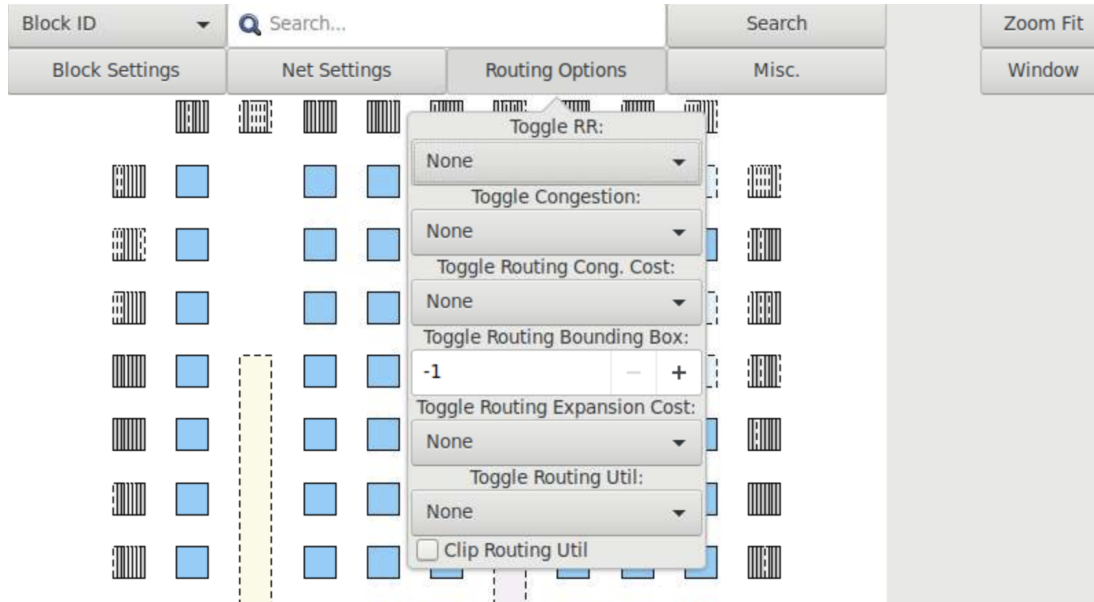 Block ID
Search...
Search
Zoom Fit
Block Settings
Net Settings
Routing Options
Misc.
Window
Toggle RR:
None
Toggle Congestion:
None
Toggle Routing Cong. Cost:
None
Toggle Routing Bounding Box:
-1
Toggle Routing Expansion Cost:
None
Toggle Routing Util:
None
Clip Routing Util